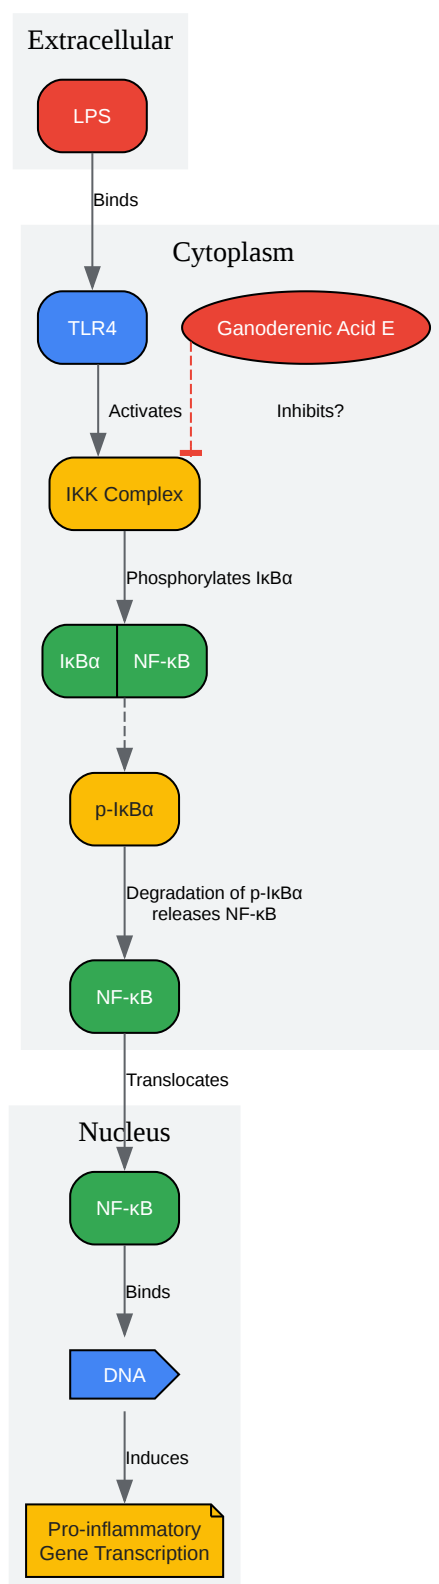 Extracellular
LPS
Binds
Cytoplasm
TLR4
Ganoderenic Acid E
Activates
Inhibits?
IKK Complex
Phosphorylates IκBα
IκBα
NF-κB
p-IκBα
Degradation of p-IκBα
releases NF-κB
NF-κB
Translocates
Nucleus
NF-κB
Binds
DNA
Induces
Pro-inflammatory
Gene Transcription